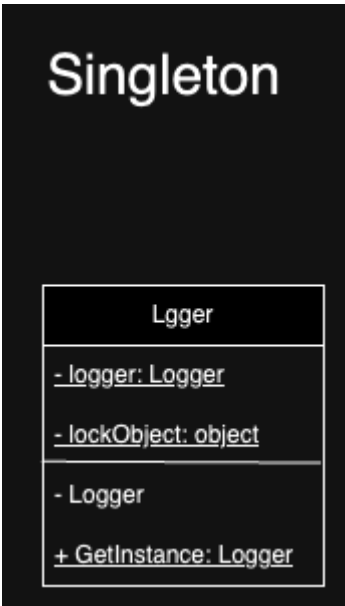 Singleton
Lgger
- logger: Logger
- lockObject: object
- Logger
+ GetInstance: Logger